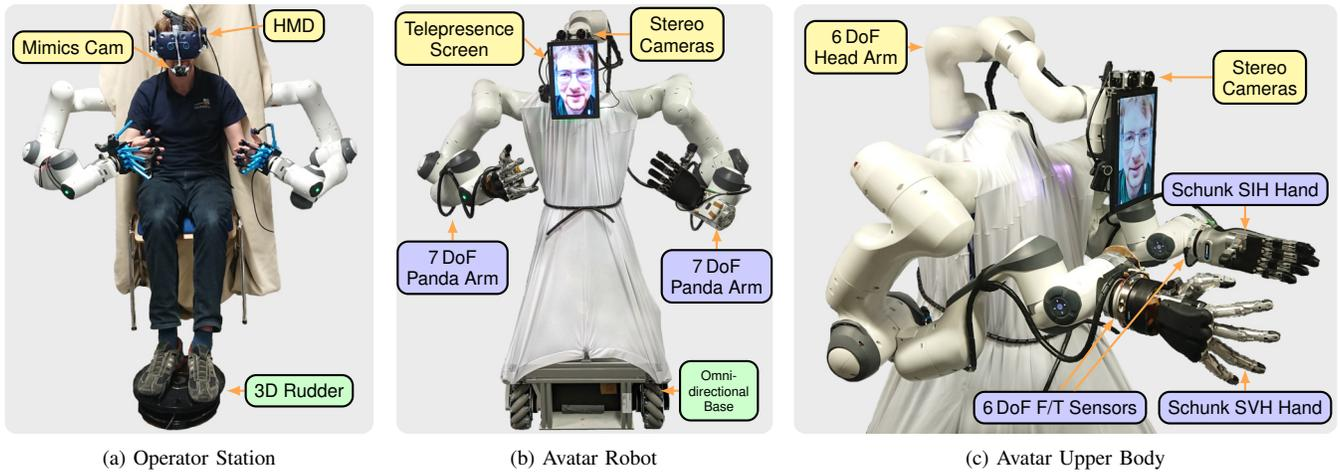 HMD
Mimics Cam
3D Rudder
(a) Operator Station
Telepresence
Screen
Stereo
Cameras
7 DoF
Panda Arm
7 DoF
Panda Arm
Omni-
directional
Base
(b) Avatar Robot
6 DoF
Head Arm
Stereo
Cameras
Schunk SIH Hand
6 DoF F/T Sensors
Schunk SVH Hand
(c) Avatar Upper Body